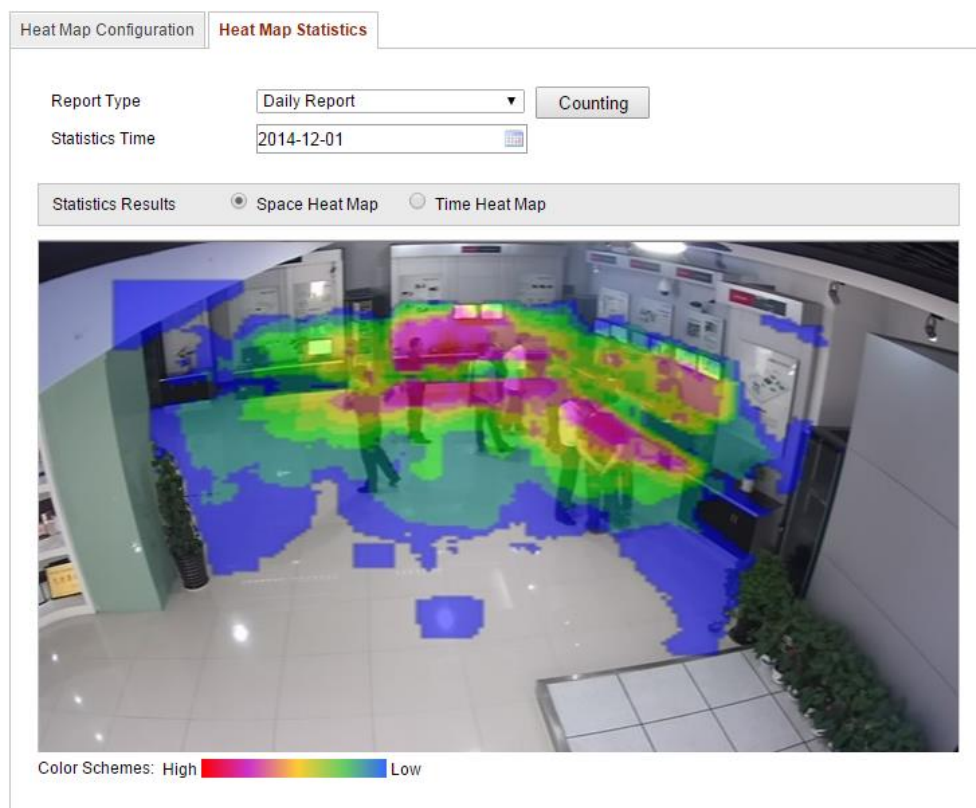 Heat Map Configuration
Heat Map Statistics
Report Type
Daily Report
Counting
Statistics Time
2014-12-01
Statistics Results
Space Heat Map
Time Heat Map
Color Schemes: High
Low